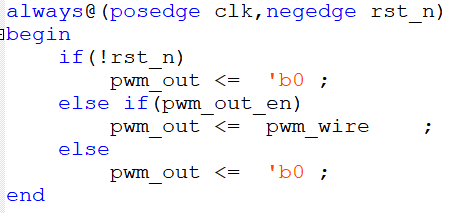 always@(posedge clk,negedge rst_n)
begin
    if(!rst_n)
        pwm_out <=  'b0 ;
    else if(pwm_out_en)
        pwm_out <=  pwm_wire    ;
    else
        pwm_out <=  'b0 ;
end